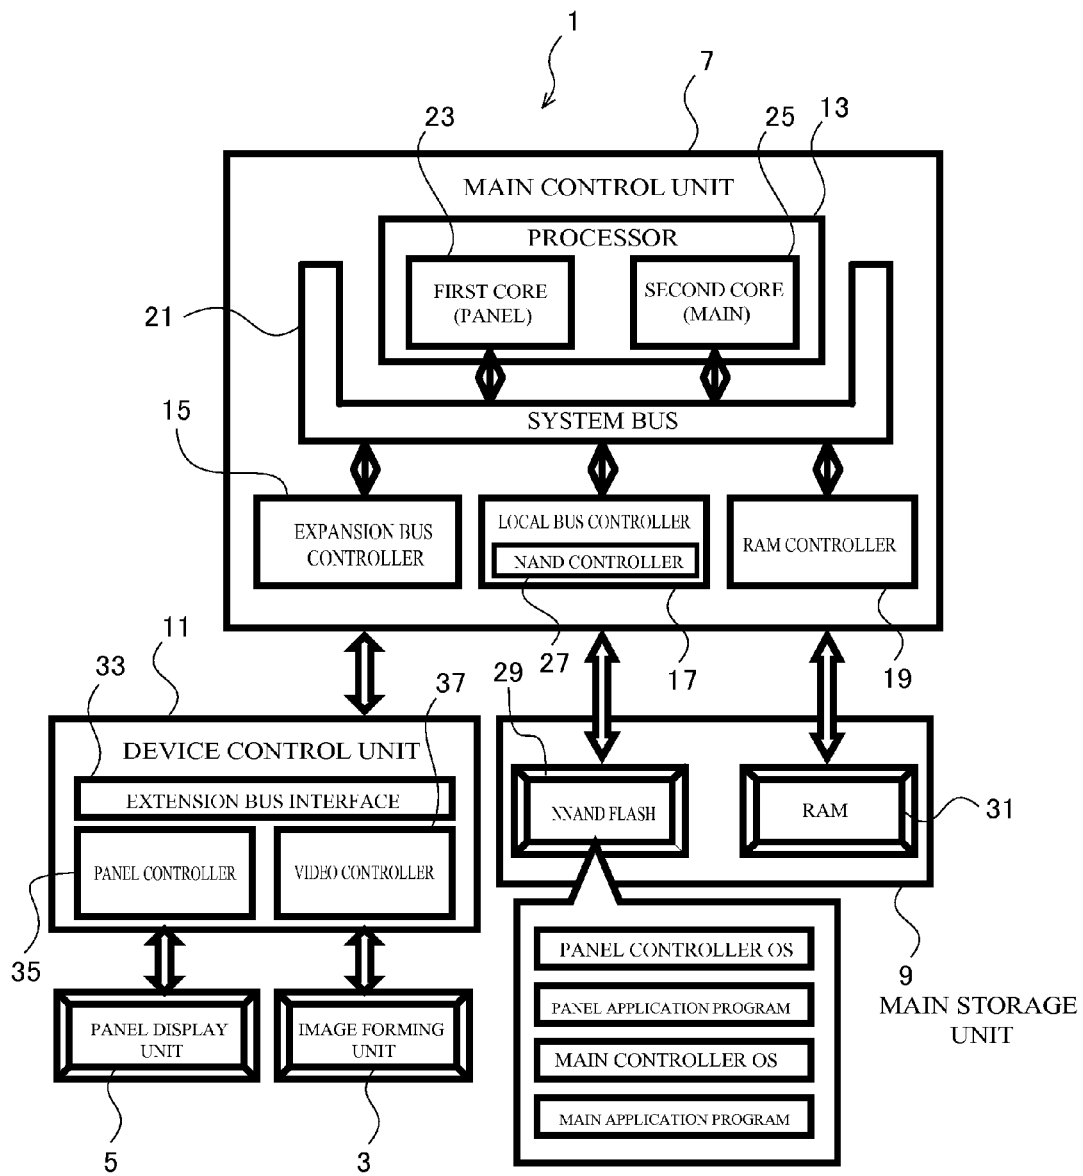 1
7
23
25
13
MAIN CONTROL UNIT
PROCESSOR
FIRST CORE
(PANEL)
SECOND CORE
(MAIN)
21
SYSTEM BUS
15
EXPANSION BUS
CONTROLLER
LOCAL BUS CONTROLLER
NAND CONTROLLER
RAM CONTROLLER
11
33
37
29
27
17
19
DEVICE CONTROL UNIT
EXTENSION BUS INTERFACE
PANEL CONTROLLER
VIDEO CONTROLLER
NNAND FLASH
RAM
31
35
9
MAIN STORAGE
UNIT
PANEL CONTROLLER OS
PANEL APPLICATION PROGRAM
MAIN CONTROLLER OS
MAIN APPLICATION PROGRAM
PANEL DISPLAY
UNIT
IMAGE FORMING
UNIT
5
3